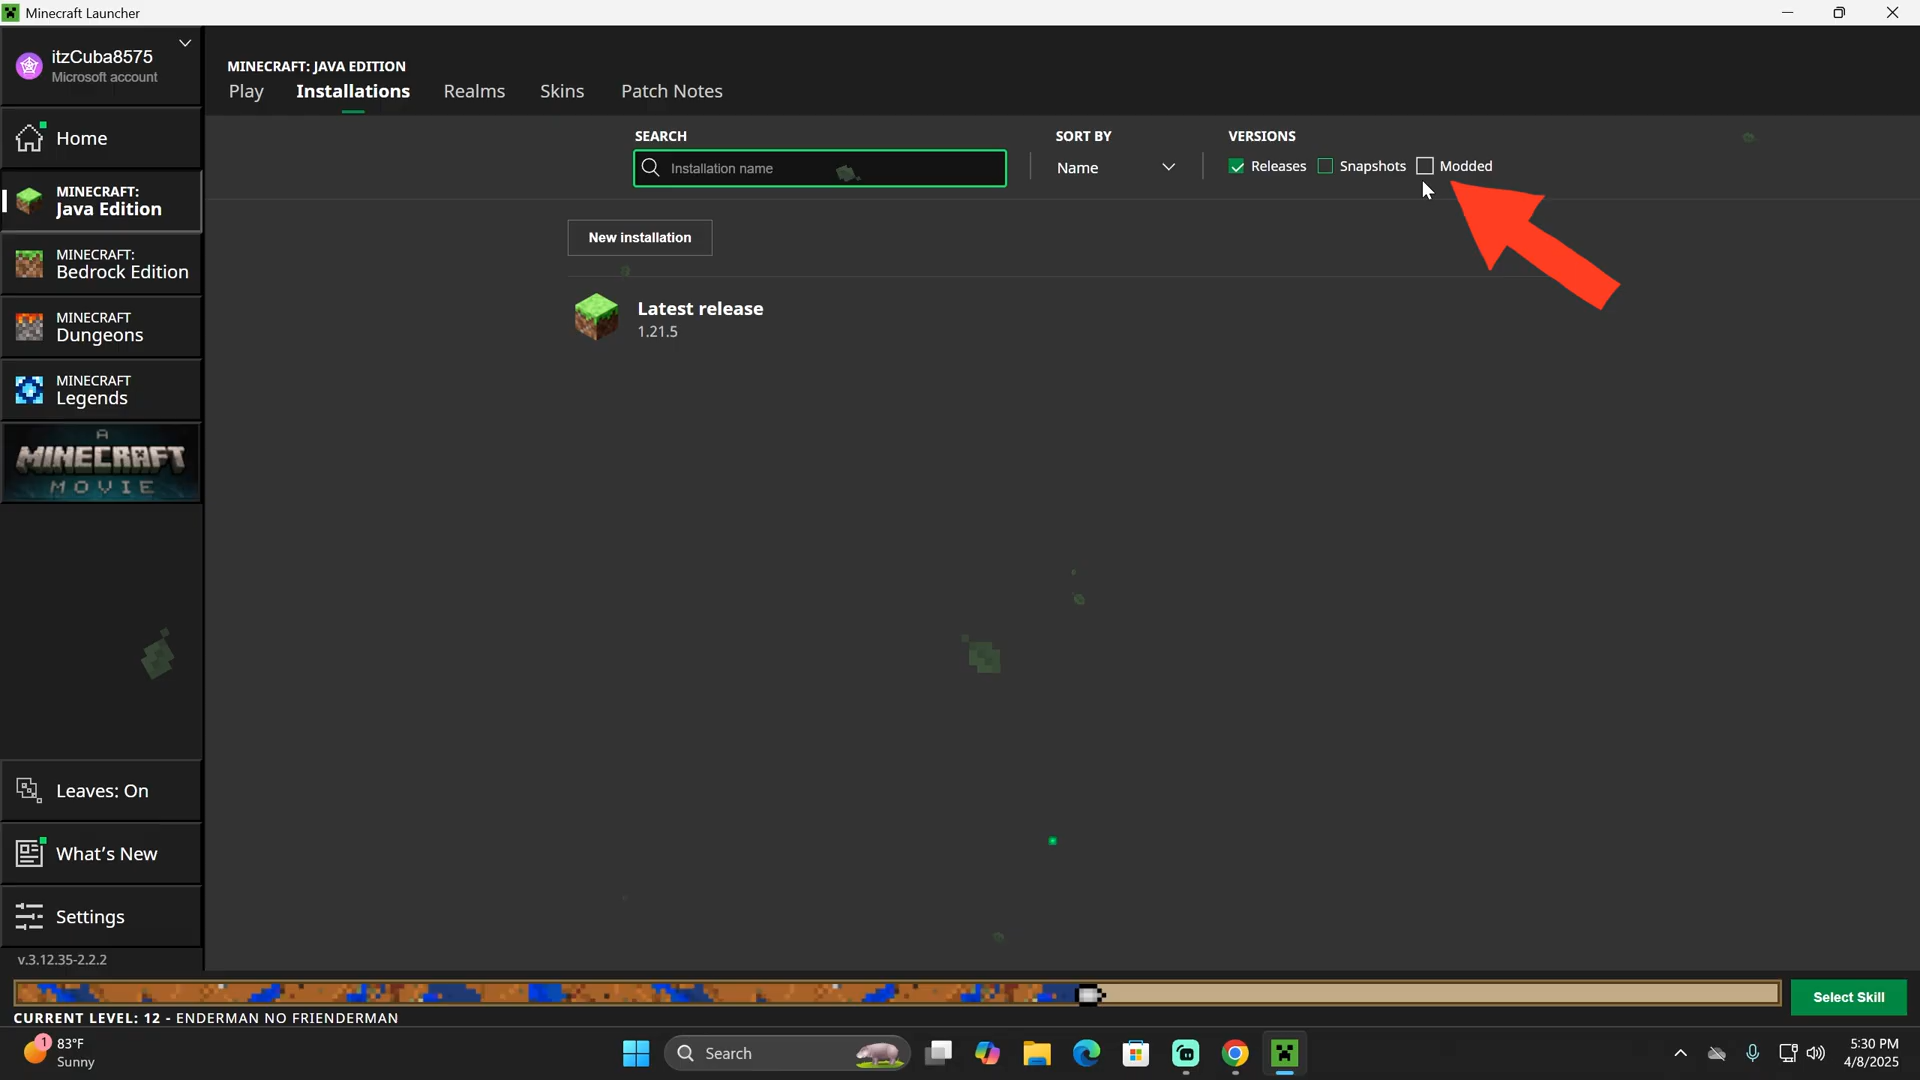 Minecraft Launcher
itzCuba8575
Microsoft account
MINECRAFT: JAVA EDITION
Play Installations Realms Skins Patch Notes
Home
MINECRAFT:
Java Edition
MINECRAFT:
Bedrock Edition
MINECRAFT
Dungeons
MINECRAFT
Legends
A
MINECRAFT
MOVIE
Leaves: On
What's New
Settings
v.3.12.35-2.2.2
SEARCH
Installation name
SORT BY
Name
VERSIONS
Releases Snapshots Modded
New installation
Latest release
1.21.5
Select Skill
CURRENT LEVEL: 12 - ENDERMAN NO FRIENDERMAN
1
83°F
Sunny
Search
5:30 PM
4/8/2025